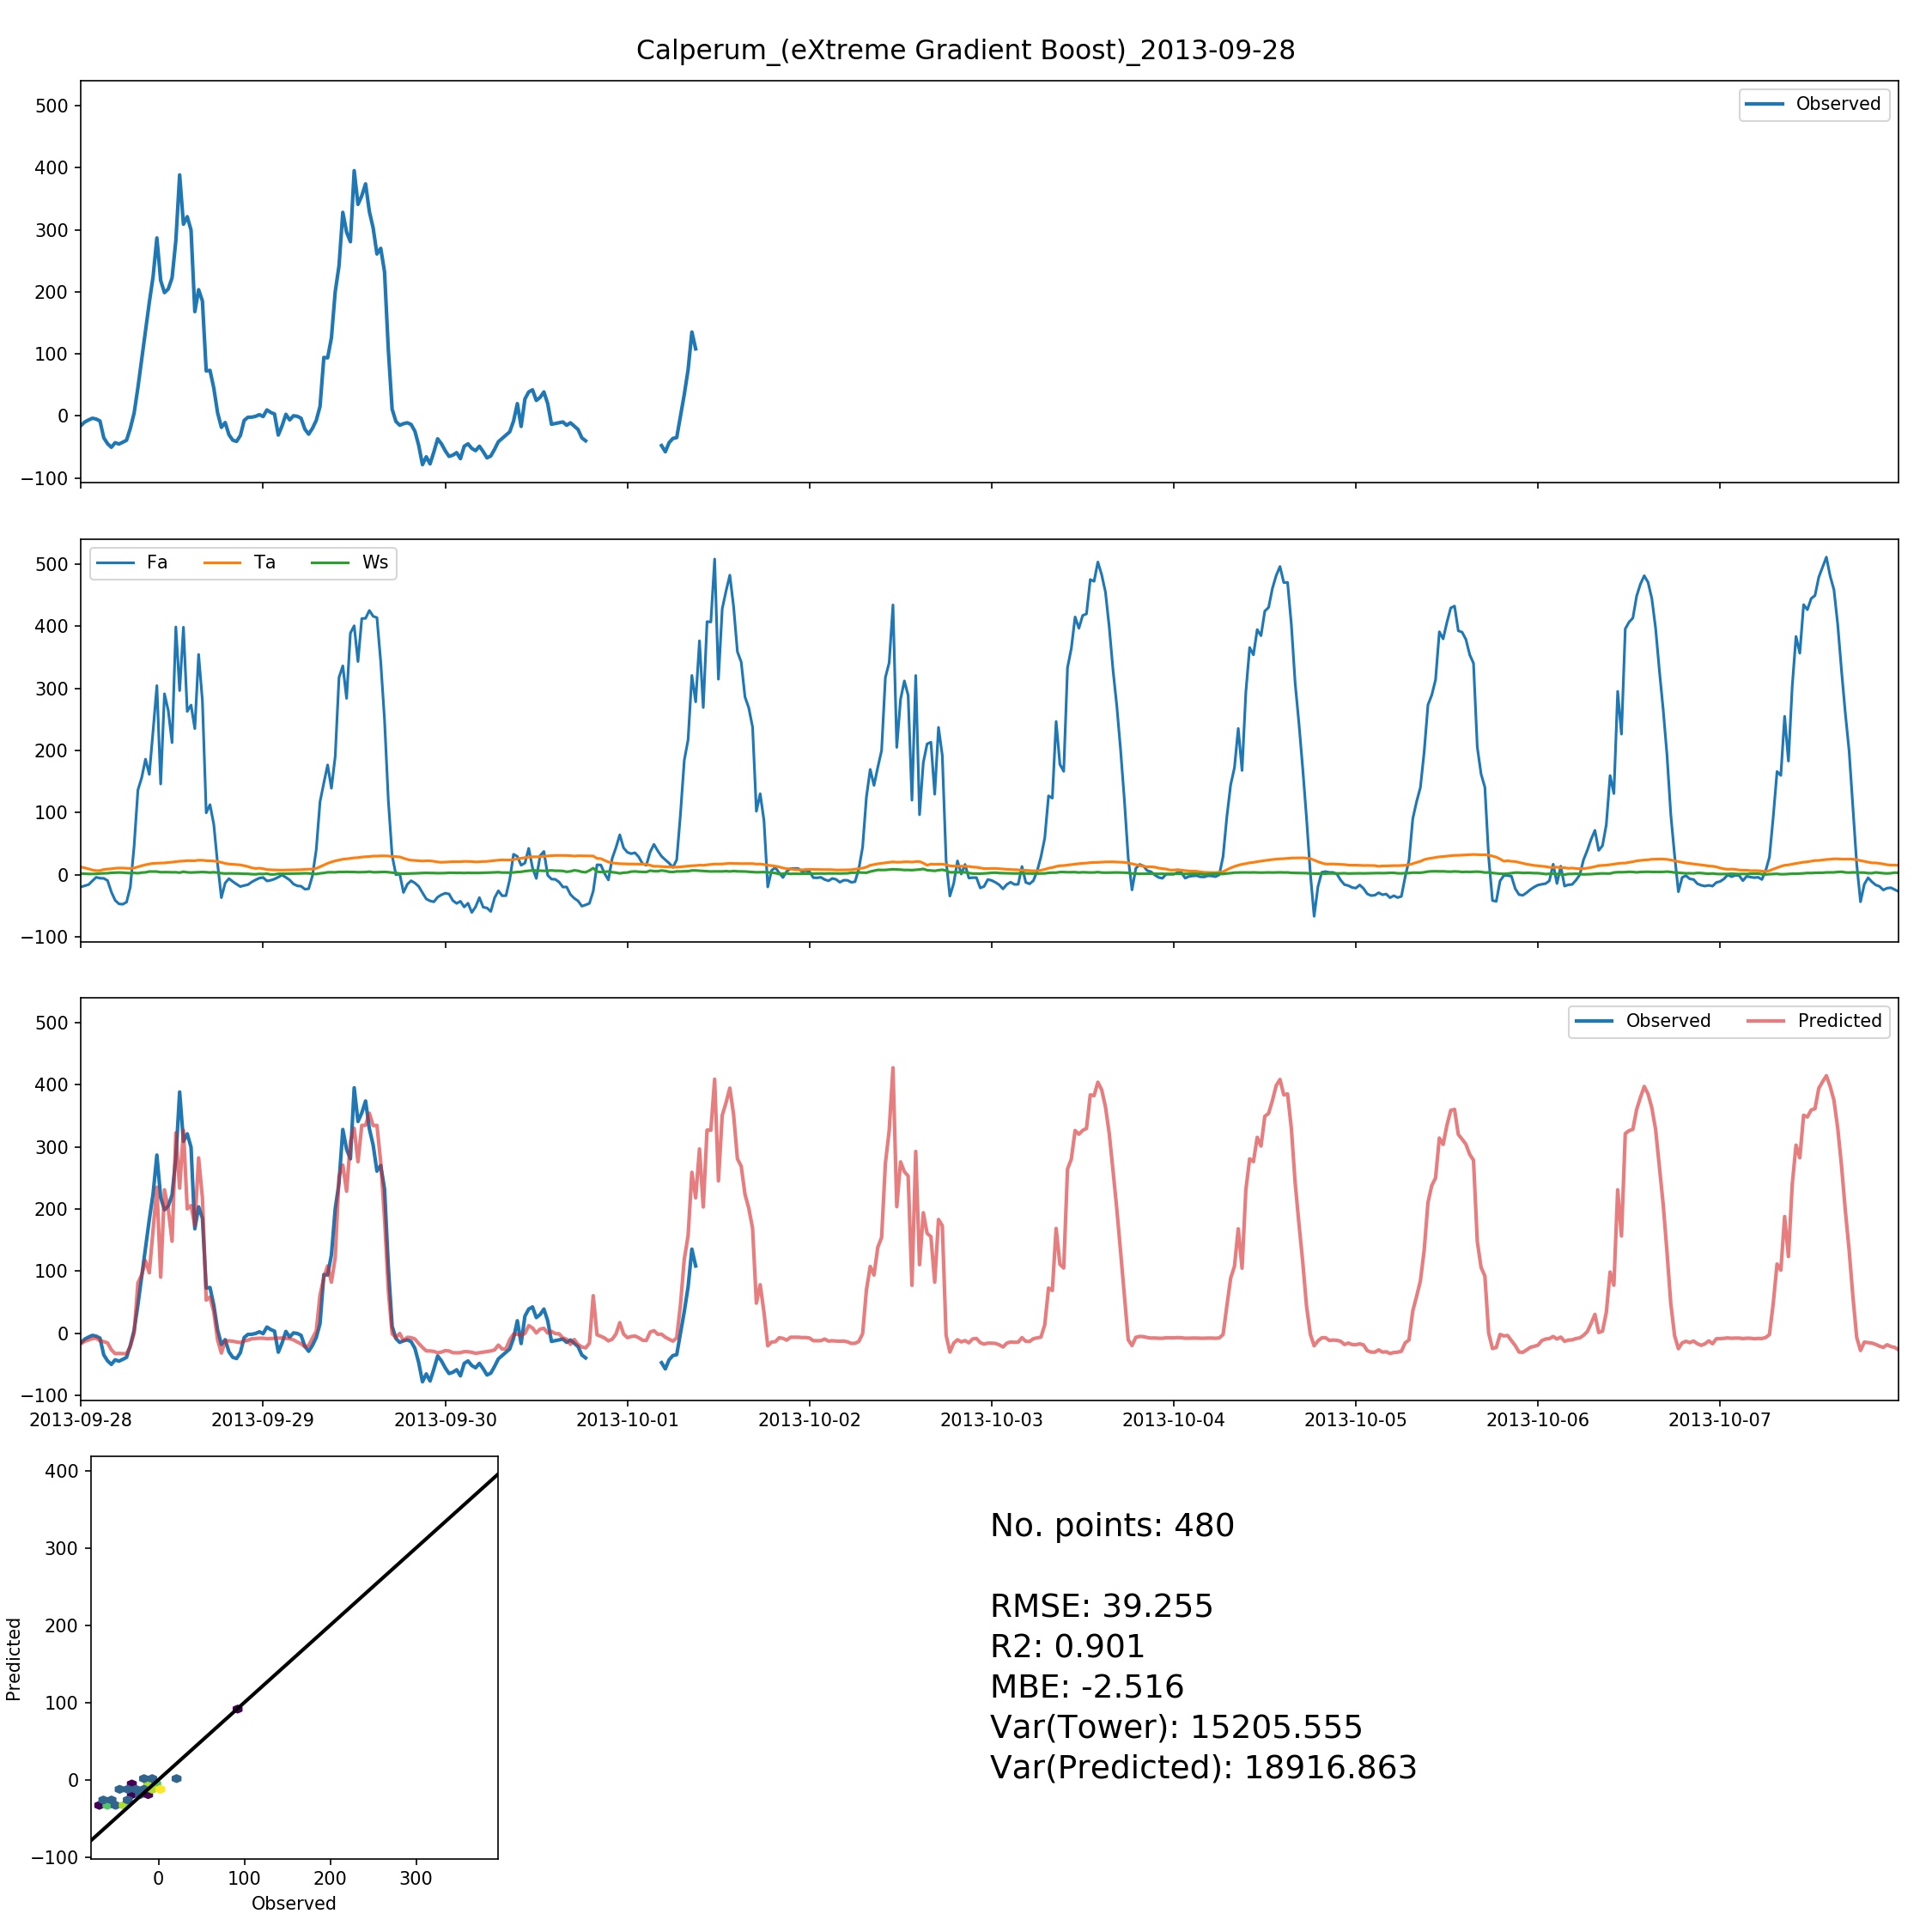 Calperum_(eXtreme Gradient Boost)_2013-09-28
500
400
300
200
100
0
−100
Observed
500
400
300
200
100
0
−100
Fa Ta Ws
500
400
300
200
100
0
−100
Observed Predicted
2013-09-28 2013-09-29 2013-09-30 2013-10-01 2013-10-02 2013-10-03 2013-10-04 2013-10-05 2013-10-06 2013-10-07
400
300
200
100
0
−100
Predicted
0 100 200 300
Observed
No. points: 480
RMSE: 39.255
R2: 0.901
MBE: -2.516
Var(Tower): 15205.555
Var(Predicted): 18916.863